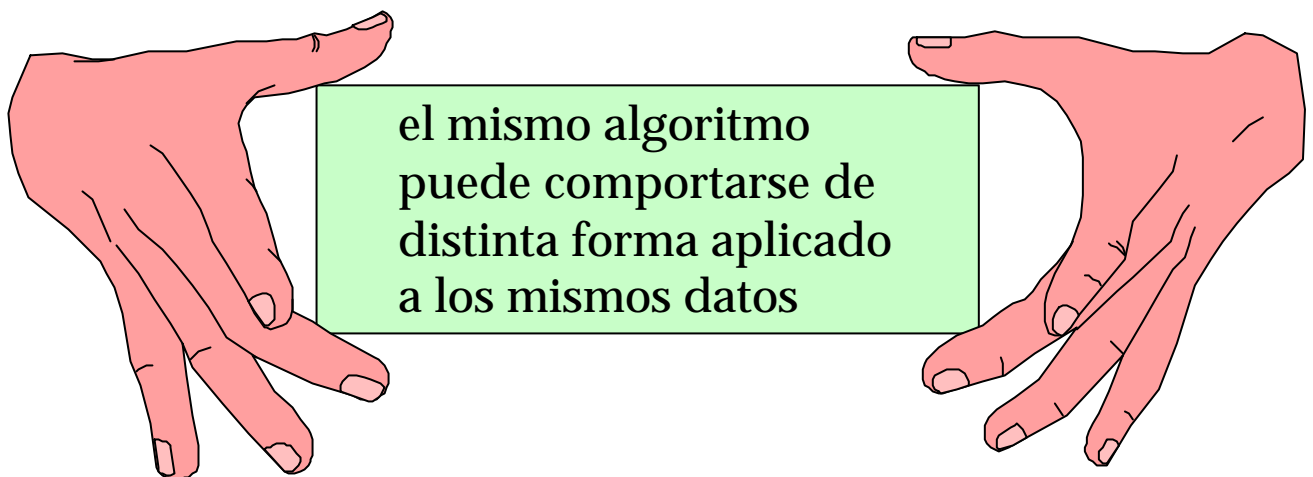 el mismo algoritmo
puede comportarse de
distinta forma aplicado
a los mismos datos